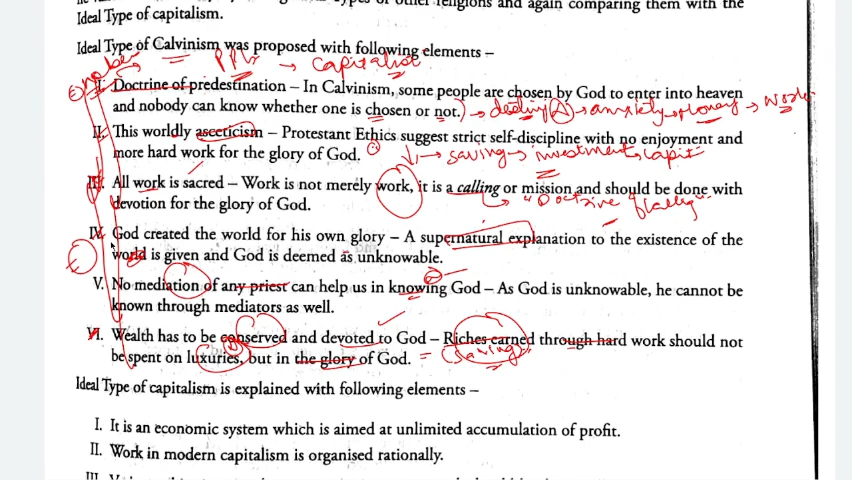 Ideal Type of capitalism.
Ideal Type of Calvinism was proposed with following elements –
→ capitalist
I. Doctrine of predestination – In Calvinism, some people are chosen by God to enter into heaven
and nobody can know whether one is chosen or not. → destiny → anxiety → money → work
II. This worldly asceticism – Protestant Ethics suggest strict self-discipline with no enjoyment and
more hard work for the glory of God. → saving → investment, capit
III. All work is sacred – Work is not merely work, it is a calling or mission and should be done with
devotion for the glory of God. "Doctrine of calling"
IV. God created the world for his own glory – A supernatural explanation to the existence of the
world is given and God is deemed as unknowable.
V. No mediation of any priest can help us in knowing God – As God is unknowable, he cannot be
known through mediators as well.
VI. Wealth has to be conserved and devoted to God – Riches earned through hard work should not
be spent on luxuries, but in the glory of God. = (saving)
Ideal Type of capitalism is explained with following elements –
I. It is an economic system which is aimed at unlimited accumulation of profit.
II. Work in modern capitalism is organised rationally.